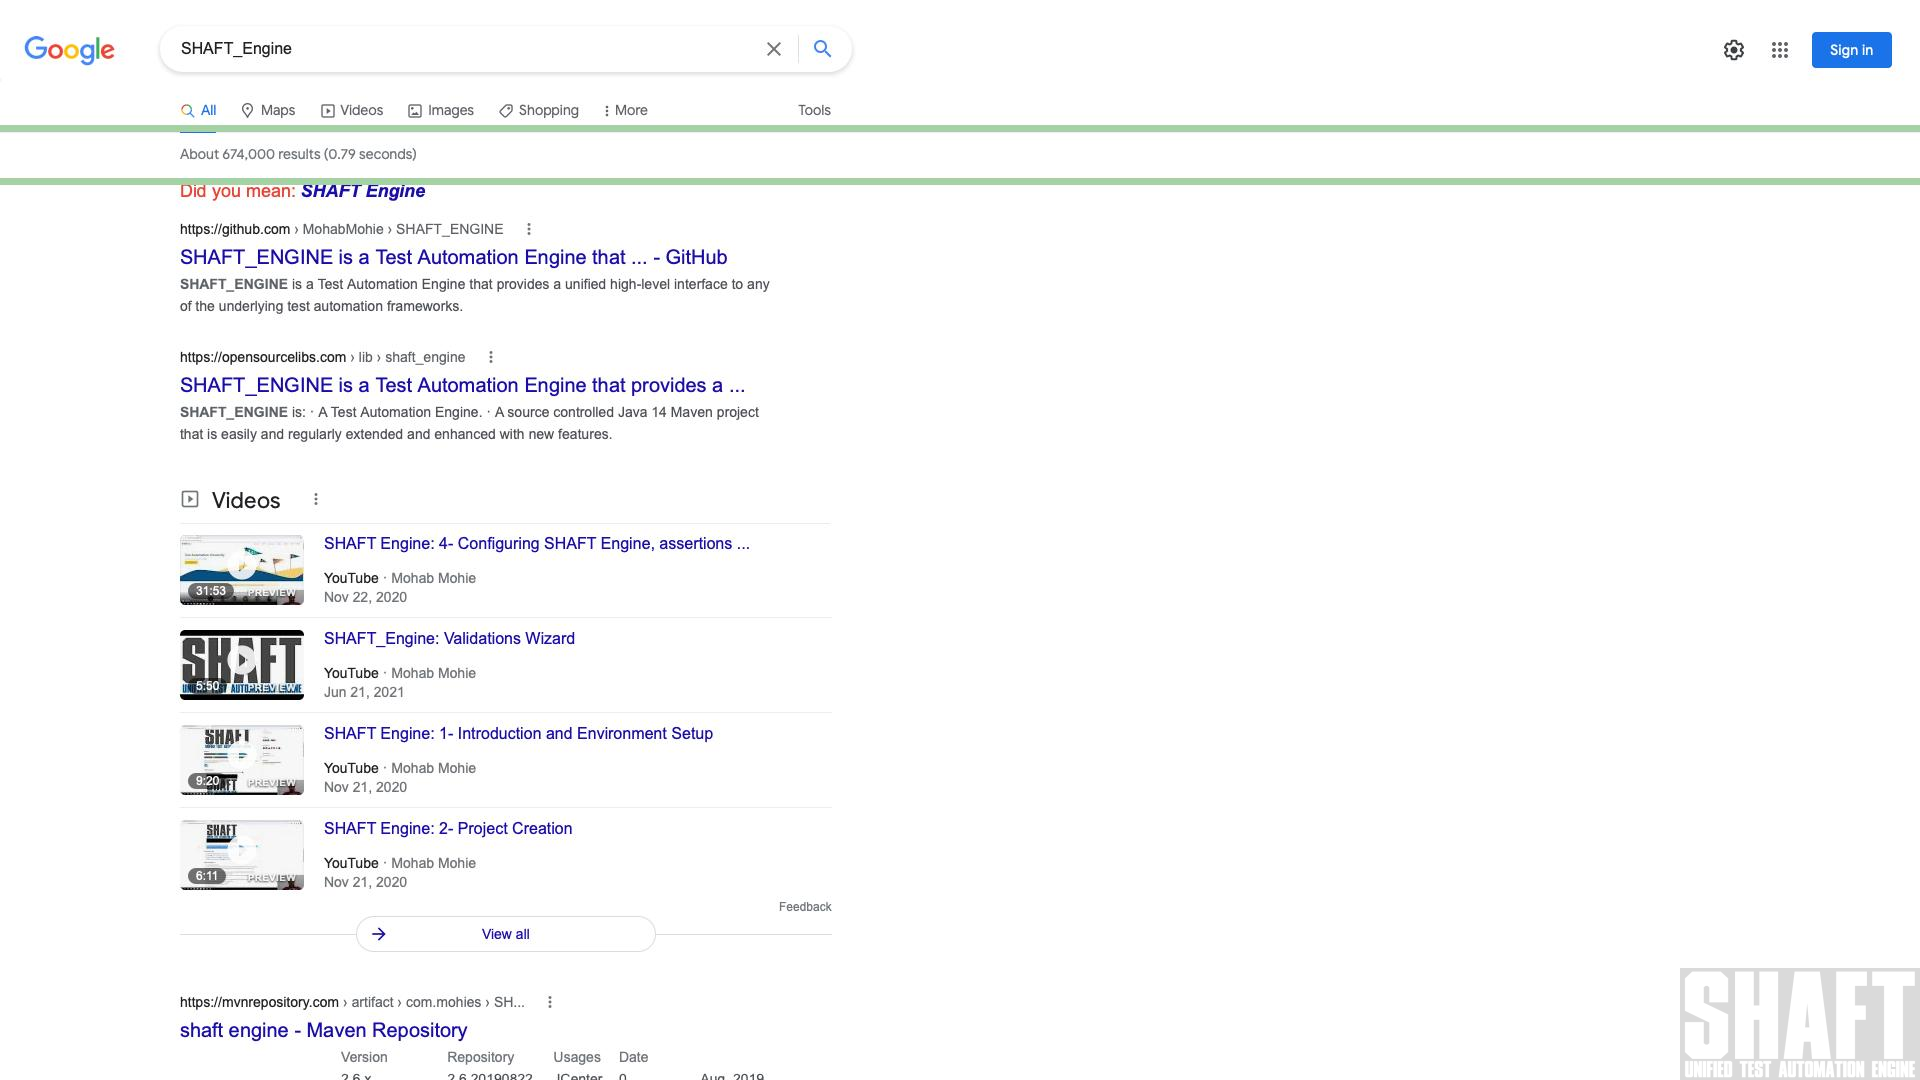 Google
SHAFT_Engine
Sign in
All Maps Videos Images Shopping More Tools
About 674,000 results (0.79 seconds)
Did you mean: SHAFT Engine
https://github.com › MohabMohie › SHAFT_ENGINE
SHAFT_ENGINE is a Test Automation Engine that ... - GitHub
SHAFT_ENGINE is a Test Automation Engine that provides a unified high-level interface to any
of the underlying test automation frameworks.
https://opensourcelibs.com › lib › shaft_engine
SHAFT_ENGINE is a Test Automation Engine that provides a ...
SHAFT_ENGINE is: · A Test Automation Engine. · A source controlled Java 14 Maven project
that is easily and regularly extended and enhanced with new features.
Videos
SHAFT Engine: 4- Configuring SHAFT Engine, assertions ...
YouTube · Mohab Mohie
Nov 22, 2020
31:53 PREVIEW
SHAFT_Engine: Validations Wizard
YouTube · Mohab Mohie
Jun 21, 2021
SHAFT
5:50 PREVIEW
SHAFT Engine: 1- Introduction and Environment Setup
YouTube · Mohab Mohie
Nov 21, 2020
SHAFT
9:20 PREVIEW
SHAFT Engine: 2- Project Creation
YouTube · Mohab Mohie
Nov 21, 2020
SHAFT
6:11 PREVIEW
Feedback
View all
https://mvnrepository.com › artifact › com.mohies › SH...
shaft engine - Maven Repository
Version Repository Usages Date
2.6.x 2.6.20190822 JCenter 0 Aug, 2019
SHAFT
UNIFIED TEST AUTOMATION ENGINE